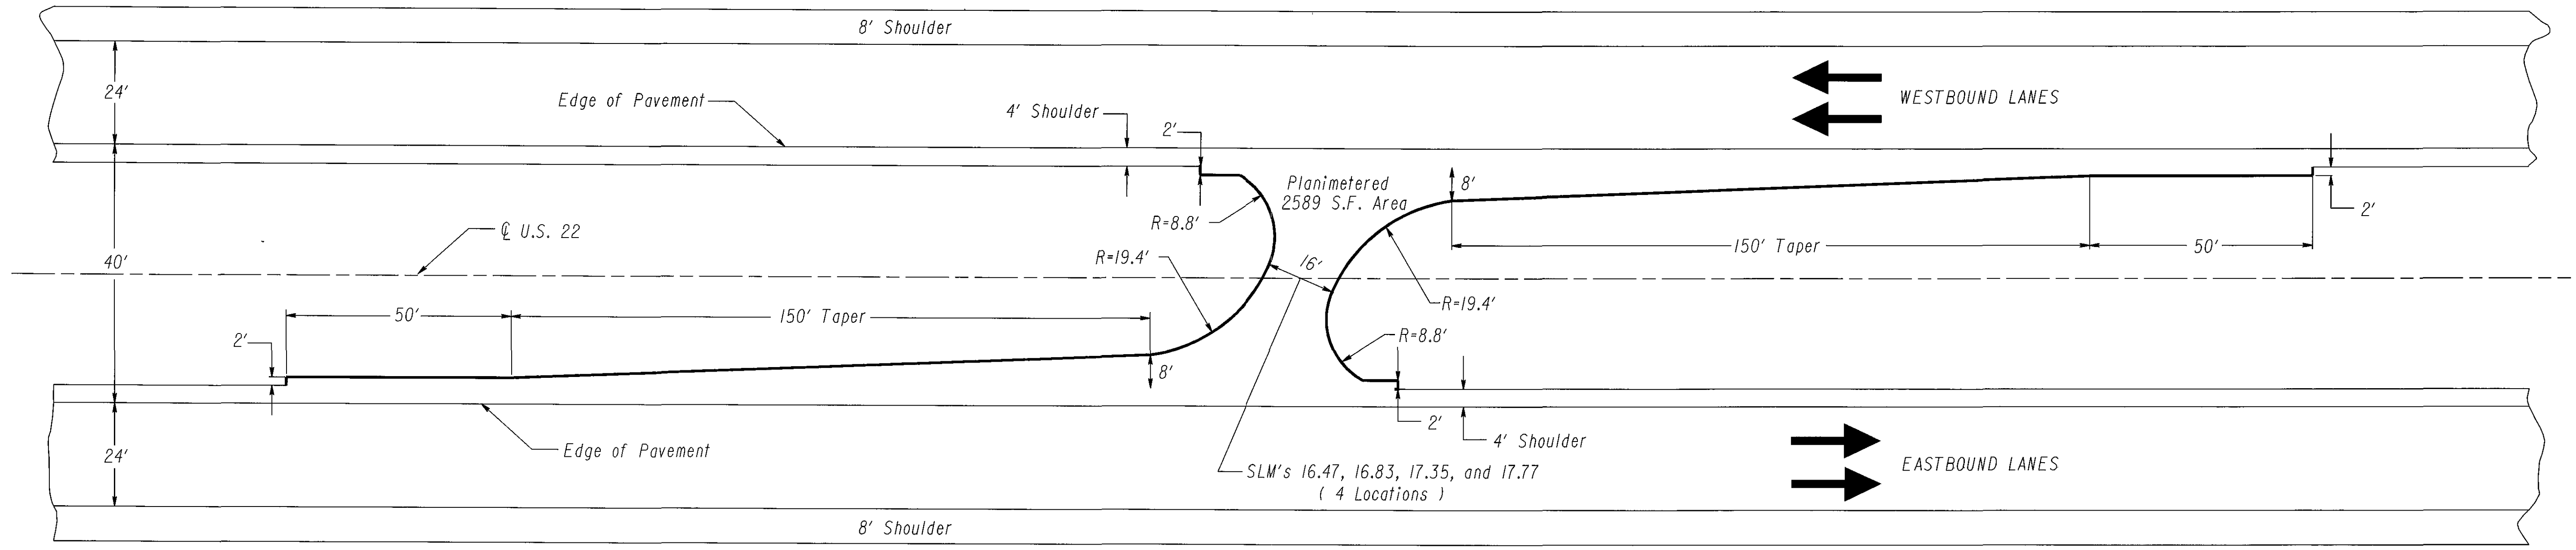 8' Shoulder
24'
Edge of Pavement
4' Shoulder
2'
WESTBOUND LANES
Planimetered
2589 S.F. Area
8'
2'
R=8.8'
℄ U.S. 22
150' Taper
50'
40'
R=19.4'
16'
R=19.4'
50'
150' Taper
R=8.8'
2'
8'
2'
4' Shoulder
Edge of Pavement
24'
EASTBOUND LANES
SLM's 16.47, 16.83, 17.35, and 17.77
( 4 Locations )
8' Shoulder